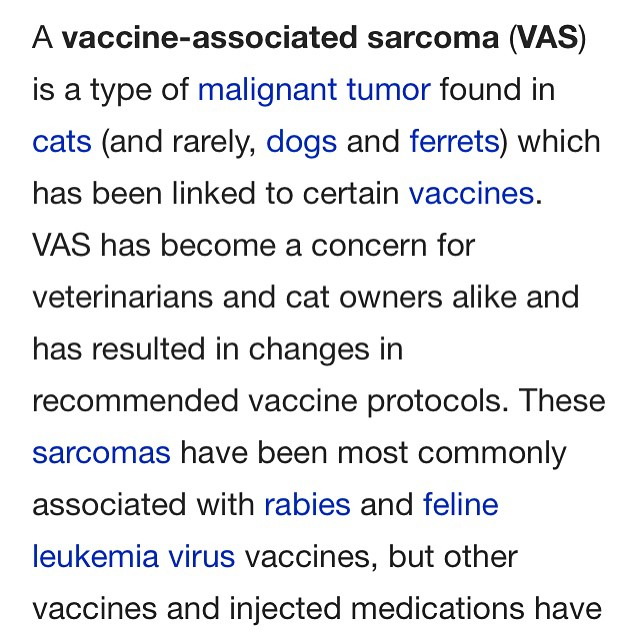 A vaccine-associated sarcoma (VAS)
is a type of malignant tumor found in
cats (and rarely, dogs and ferrets) which
has been linked to certain vaccines.
VAS has become a concern for
veterinarians and cat owners alike and
has resulted in changes in
recommended vaccine protocols. These
sarcomas have been most commonly
associated with rabies and feline
leukemia virus vaccines, but other
vaccines and injected medications have